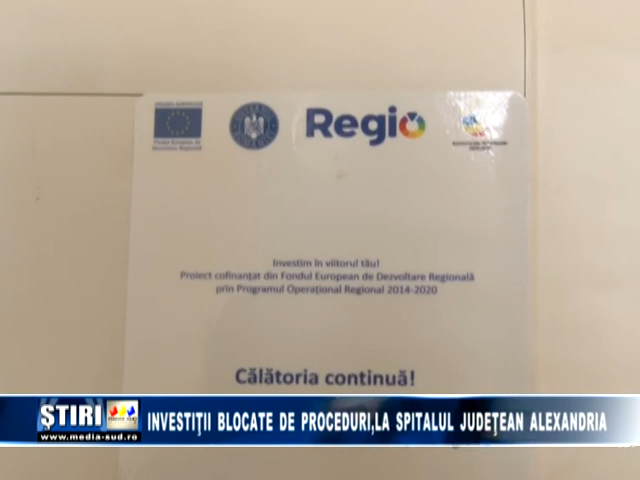 Regio
Investim în viitorul tău!
Proiect cofinanțat din Fondul European de Dezvoltare Regională
prin Programul Operațional Regional 2014-2020
Călătoria continuă!
ȘTIRI
www.media-sud.ro
INVESTIȚII BLOCATE DE PROCEDURI,LA SPITALUL JUDEȚEAN ALEXANDRIA